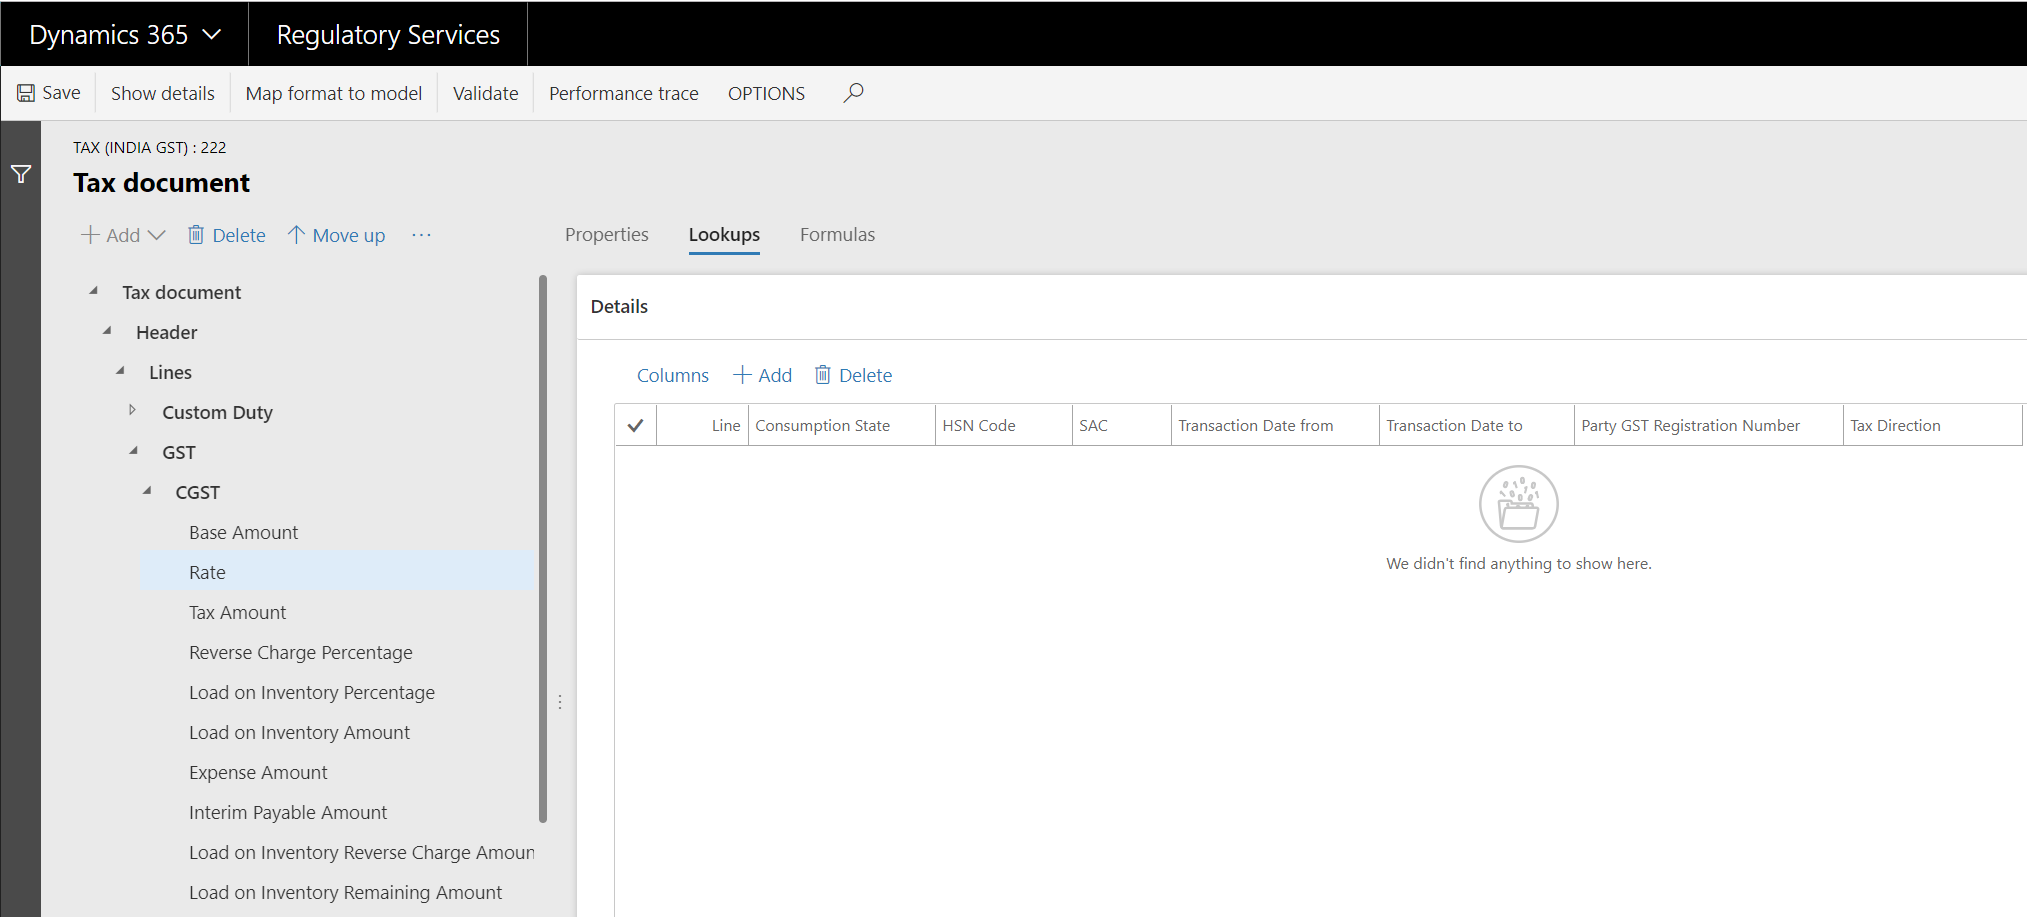 Dynamics 365
Regulatory Services
Save
Show details
Map format to model
Validate
Performance trace
OPTIONS
TAX (INDIA GST) : 222
Tax document
Add
Delete
Move up
Properties
Lookups
Formulas
Tax document
Header
Lines
Custom Duty
GST
CGST
Base Amount
Rate
Tax Amount
Reverse Charge Percentage
Load on Inventory Percentage
Load on Inventory Amount
Expense Amount
Interim Payable Amount
Load on Inventory Reverse Charge Amoun
Load on Inventory Remaining Amount
Details
Columns
Add
Delete
Line
Consumption State
HSN Code
SAC
Transaction Date from
Transaction Date to
Party GST Registration Number
Tax Direction
We didn't find anything to show here.